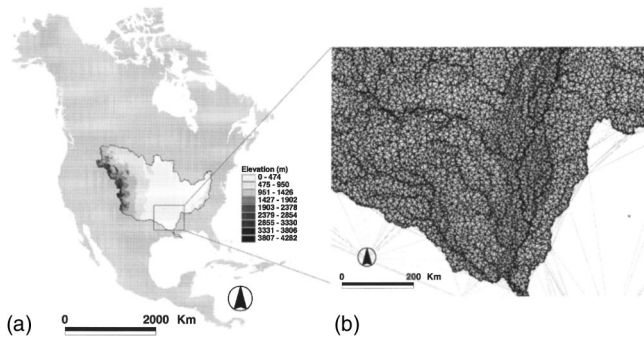 Elevation (m)
0 - 474
475 - 950
951 - 1426
1427 - 1902
1903 - 2378
2379 - 2854
2855 - 3330
3331 - 3806
3807 - 4282
(a)
0 2000 Km
0 200 Km
(b)